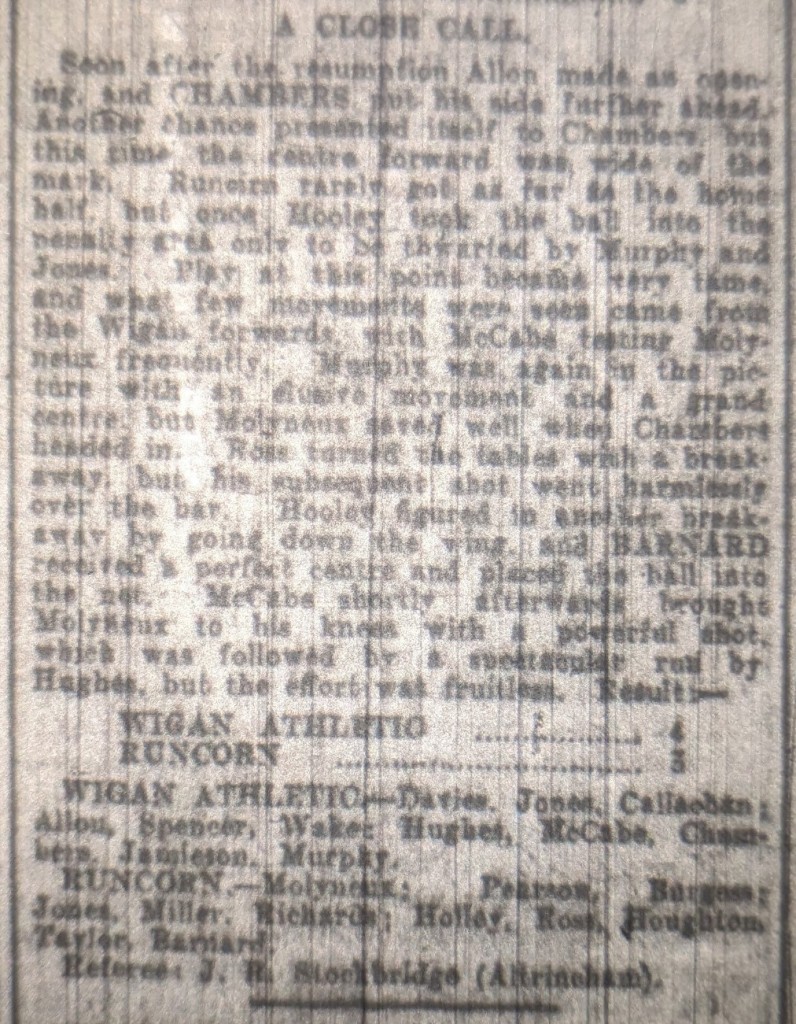 A CLOSE CALL.
Soon after the resumption Allon made an open-
ing, and CHAMBERS put his side further ahead.
Another chance presented itself to Chambers, but
this time the centre forward was wide of the
mark. Runcorn rarely got as far as the home
half, but once Hooley took the ball into the
penalty area only to be thwarted by Murphy and
Jones. Play at this point became very tame,
and what few movements were seen came from
the Wigan forwards, with McCabe testing Moly-
neux frequently. Murphy was again in the pic-
ture with an elusive movement and a grand
centre, but Molyneux saved well when Chambers
headed in. Ross turned the tables with a break-
away, but his subsequent shot went harmlessly
over the bar. Hooley figured in another break-
away by going down the wing, and BARNARD
received a perfect centre and placed the ball into
the net. McCabe shortly afterwards brought
Molyneux to his knees with a powerful shot,
which was followed by a spectacular run by
Hughes, but the effort was fruitless. Result:—
WIGAN ATHLETIC .................. 4
RUNCORN .................. 3
WIGAN ATHLETIC.—Davies, Jones, Callaghan;
Allon, Spencer, Wake; Hughes, McCabe, Cham-
bers, Jamieson, Murphy.
RUNCORN.—Molyneux; Pearson, Burgess;
Jones, Miller, Richards; Holley, Ross, Houghton,
Taylor, Barnard.
Referee: J. H. Stockbridge (Altrincham).